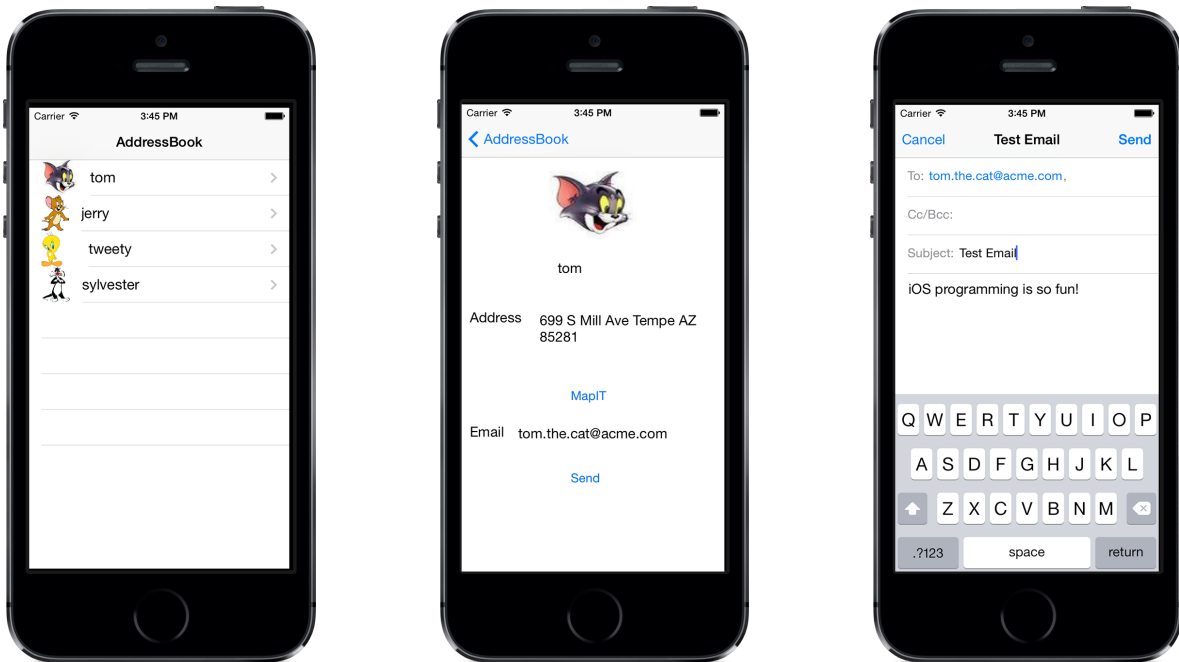 Carrier 3:45 PM
AddressBook
tom
jerry
tweety
sylvester
Carrier 3:45 PM
AddressBook
tom
Address 699 S Mill Ave Tempe AZ
85281
MapIT
Email tom.the.cat@acme.com
Send
Carrier 3:45 PM
Cancel Test Email Send
To: tom.the.cat@acme.com,
Cc/Bcc:
Subject: Test Email
iOS programming is so fun!
Q W E R T Y U I O P
A S D F G H J K L
Z X C V B N M
.?123 space return